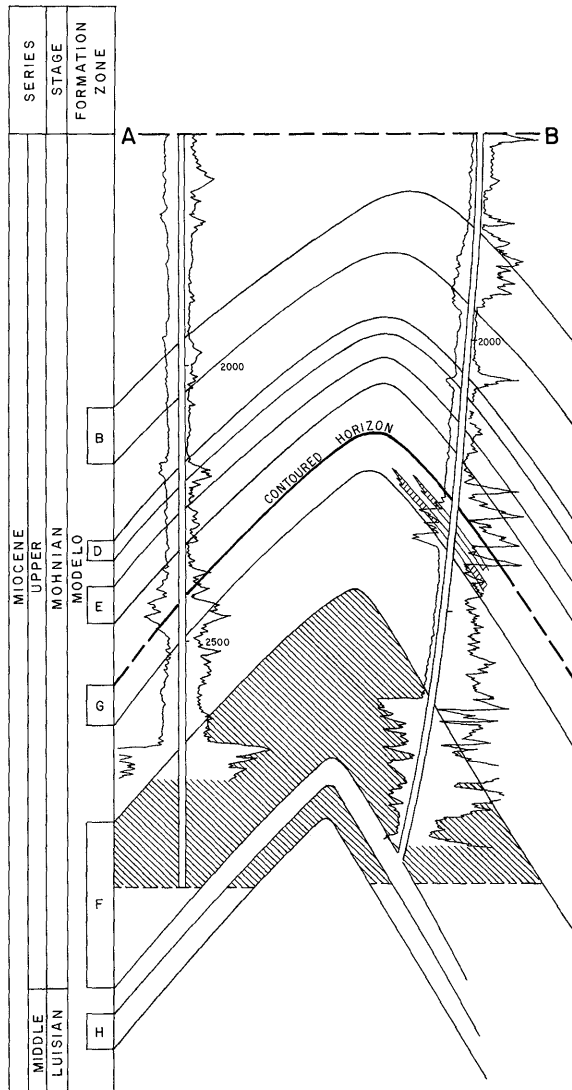 SERIES
STAGE
FORMATION
ZONE
A
B
2000
2000
B
CONTOURED HORIZON
D
E
MIOCENE
UPPER
MOHNIAN
MODELO
2500
G
F
MIDDLE
LUISIAN
H